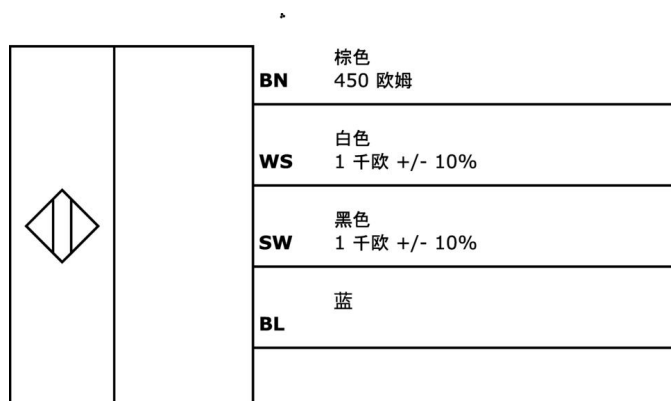 棕色
BN 450 欧姆
白色
WS 1 千欧 +/- 10%
黑色
SW 1 千欧 +/- 10%
蓝
BL